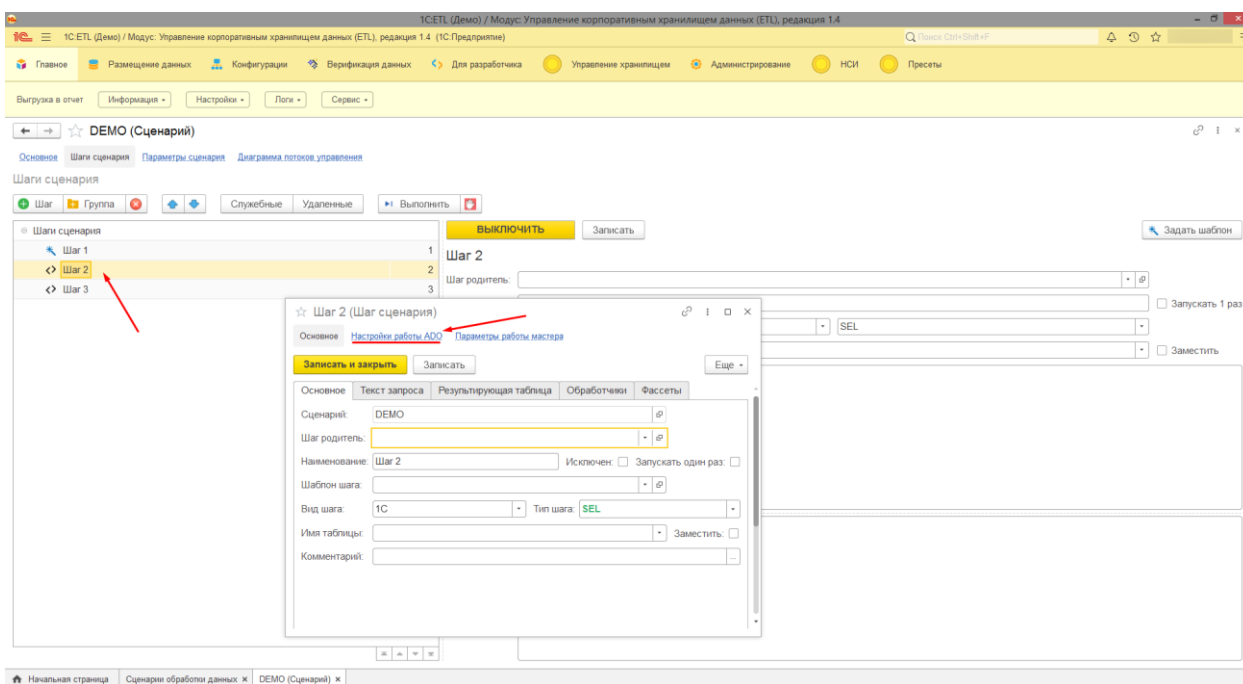 1С:ETL (Демо) / Модус: Управление корпоративным хранилищем данных (ETL), редакция 1.4
1С:ETL (Демо) / Модус: Управление корпоративным хранилищем данных (ETL), редакция 1.4 (1С:Предприятие)
Поиск Ctrl+Shift+F
Главное Размещение данных Конфигурации Верификация данных Для разработчика Управление хранилищем Администрирование НСИ Пресеты
Выгрузка в отчет Информация Настройки Логи Сервис
DEMO (Сценарий)
Основное Шаги сценария Параметры сценария Диаграмма потоков управления
Шаги сценария
Шаг Группа Служебные Удаленные Выполнить
Шаги сценария
Шаг 1 1
Шаг 2 2
Шаг 3 3
ВЫКЛЮЧИТЬ Записать Задать шаблон
Шаг 2
Шаг родитель:
Запускать 1 раз
SEL
Заместить
Шаг 2 (Шаг сценария)
Основное Настройки работы ADO Параметры работы мастера
Записать и закрыть Записать Еще
Основное Текст запроса Результирующая таблица Обработчики Фассеты
Сценарий: DEMO
Шаг родитель:
Наименование: Шаг 2 Исключен: Запускать один раз:
Шаблон шага:
Вид шага: 1С Тип шага: SEL
Имя таблицы: Заместить:
Комментарий:
Начальная страница Сценарии обработки данных × DEMO (Сценарий) ×